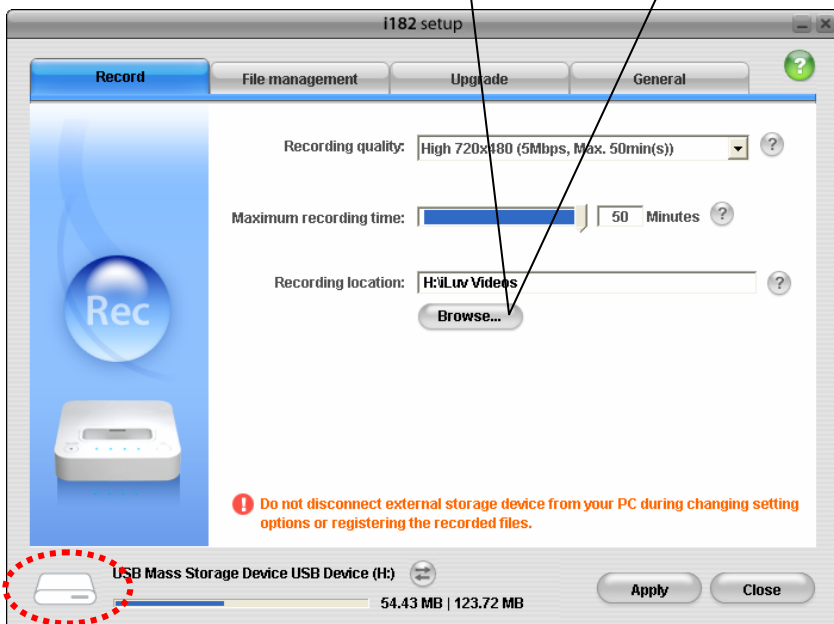 i182 setup
Record
File management
Upgrade
General
?
Recording quality: High 720x480 (5Mbps, Max. 50min(s)) ?
Maximum recording time: 50 Minutes ?
Recording location: H:\iLuv Videos ?
Browse...
Rec
! Do not disconnect external storage device from your PC during changing setting
options or registering the recorded files.
USB Mass Storage Device USB Device (H:)
54.43 MB | 123.72 MB
Apply
Close